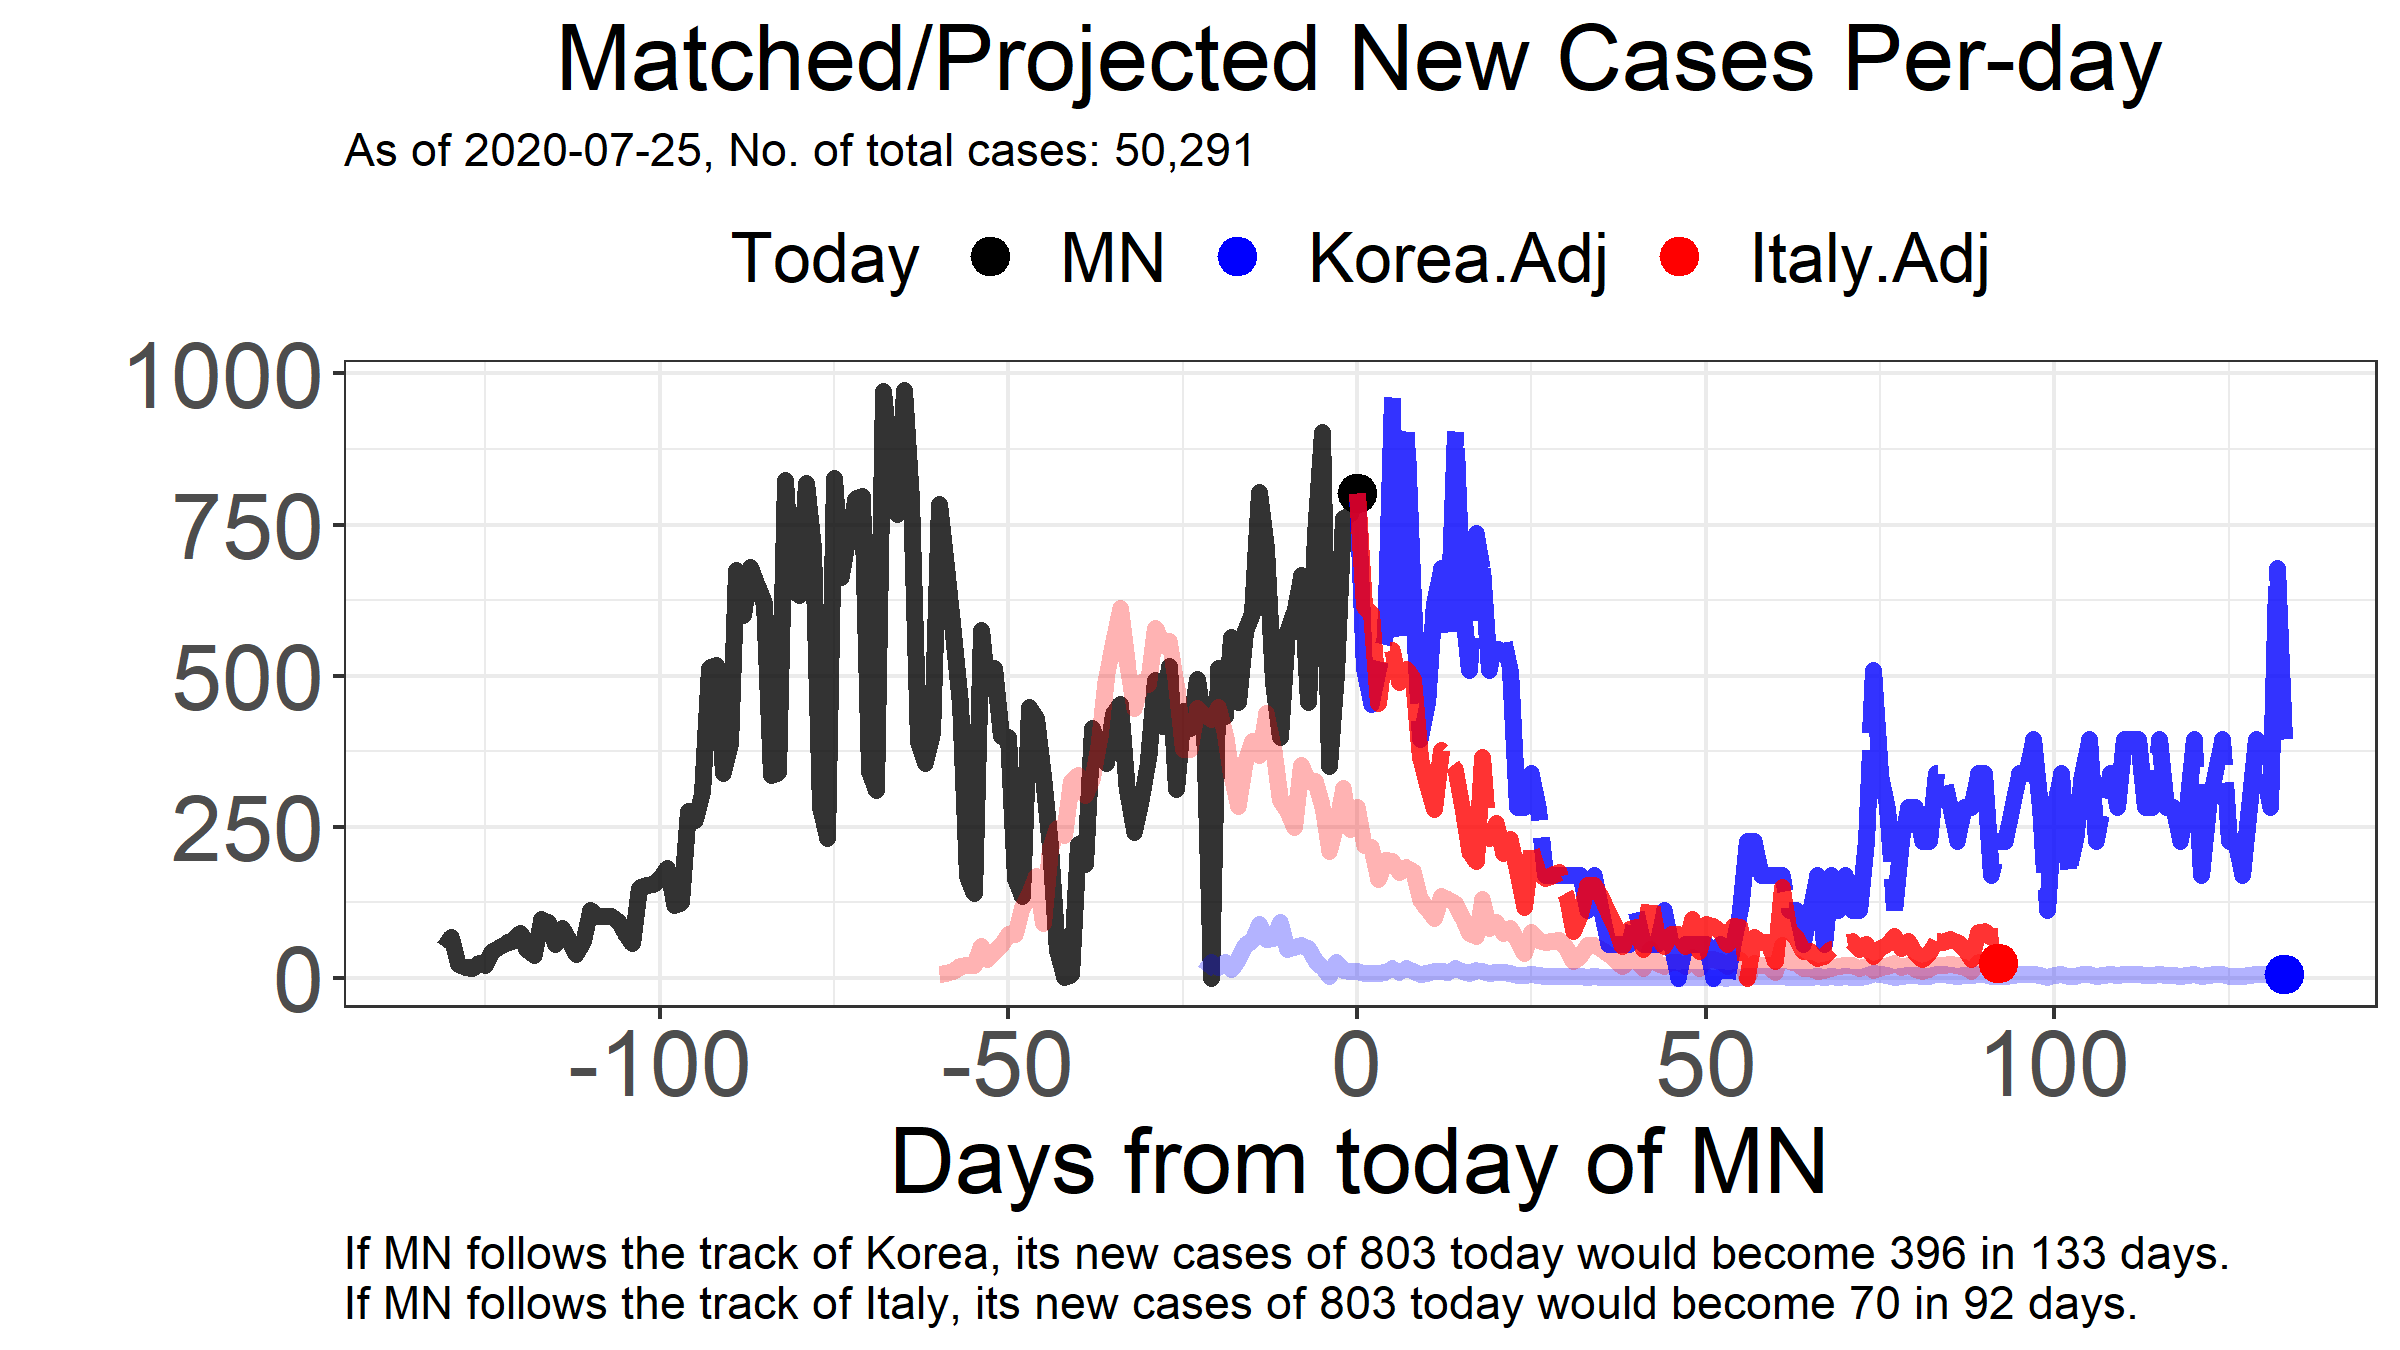 Matched/Projected New Cases Per-day
As of 2020-07-25, No. of total cases: 50,291
Today MN Korea.Adj Italy.Adj
1000
750
500
250
0
-100 -50 0 50 100
Days from today of MN
If MN follows the track of Korea, its new cases of 803 today would become 396 in 133 days.
If MN follows the track of Italy, its new cases of 803 today would become 70 in 92 days.